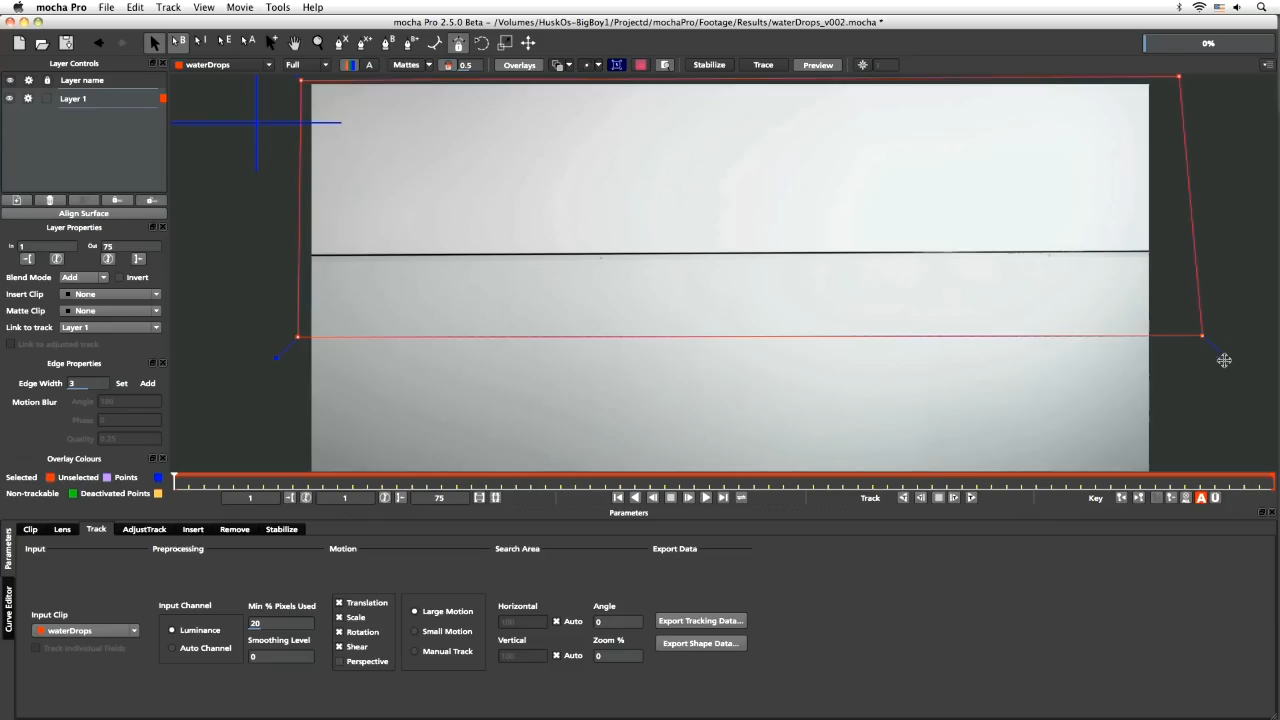 mocha Pro File Edit Track View Movie Tools Help
mocha Pro 2.5.0 Folder: /Volumes/HuskOs-BigBoy1/Projectd/mochaPro/Footage/Results/waterDrops_v002.mocha *
0%
Layer Controls
waterDrops Full A Mattes 0.5 Overlays Stabilize Trace Preview
Layer name
Layer 1
Align Surface
Layer Properties
In 1 Out 75
Blend Mode Add Invert
Insert Clip None
Matte Clip None
Link to track Layer 1
Link to adjusted track
Edge Properties
Edge Width 3 Set Add
Motion Blur Angle 180
Phase 0
Quality 0.25
Overlay Colours
Selected Unselected Points
Non-trackable Deactivated Points
1 1 75 Track Key A U
Parameters
Parameters
Curve Editor
Clip Lens Track AdjustTrack Insert Remove Stabilize
Input Preprocessing Motion Search Area Export Data
Input Clip
waterDrops
Track Individual Fields
Input Channel
Luminance
Auto Channel
Min % Pixels Used
20
Smoothing Level
0
Translation
Scale
Rotation
Shear
Perspective
Large Motion
Small Motion
Manual Track
Horizontal Angle
100 Auto 0
Vertical Zoom %
100 Auto 0
Export Tracking Data...
Export Shape Data...